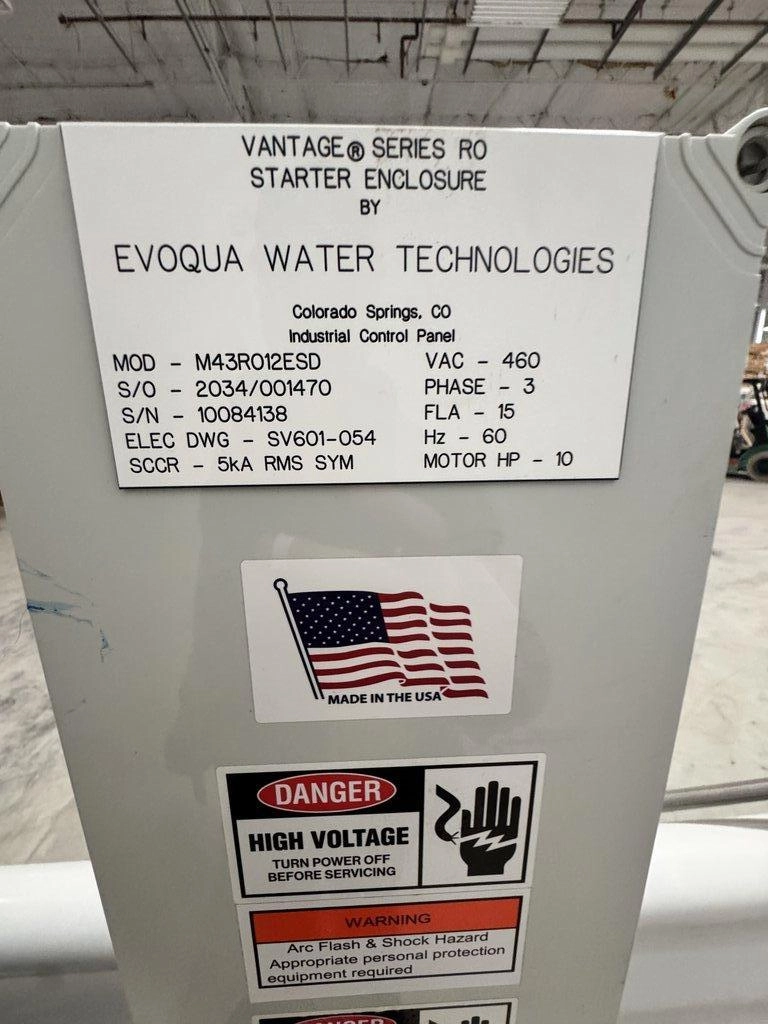 VANTAGE® SERIES RO
STARTER ENCLOSURE
BY
EVOQUA WATER TECHNOLOGIES
Colorado Springs, CO
Industrial Control Panel
MOD - M43R012ESD
S/O - 2034/001470
S/N - 10084138
ELEC DWG - SV601-054
SCCR - 5kA RMS SYM
VAC - 460
PHASE - 3
FLA - 15
Hz - 60
MOTOR HP - 10
MADE IN THE USA
DANGER
HIGH VOLTAGE
TURN POWER OFF
BEFORE SERVICING
WARNING
Arc Flash & Shock Hazard
Appropriate personal protection
equipment required
DANGER